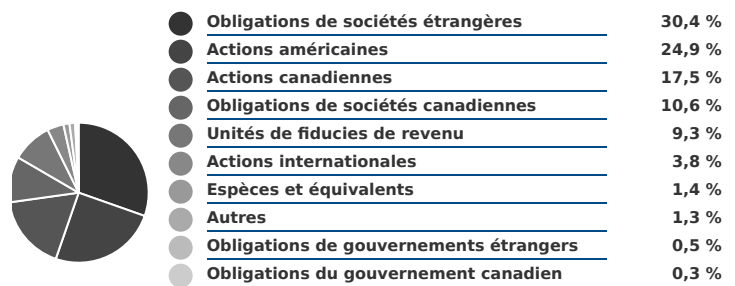 Obligations de sociétés étrangères 30,4 %
Actions américaines 24,9 %
Actions canadiennes 17,5 %
Obligations de sociétés canadiennes 10,6 %
Unités de fiducies de revenu 9,3 %
Actions internationales 3,8 %
Espèces et équivalents 1,4 %
Autres 1,3 %
Obligations de gouvernements étrangers 0,5 %
Obligations du gouvernement canadien 0,3 %